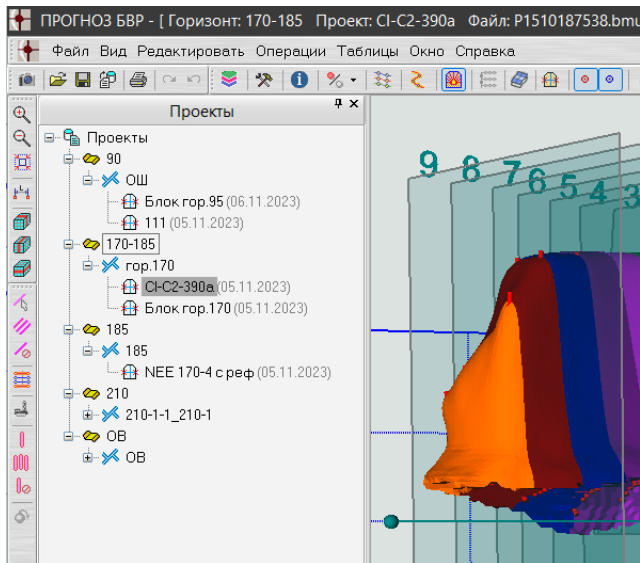 ПРОГНОЗ БВР - [ Горизонт: 170-185 Проект: CI-C2-390a Файл: P1510187538.bmu
Файл Вид Редактировать Операции Таблицы Окно Справка
Проекты
Проекты
90
ОШ
Блок гор.95 (06.11.2023)
111 (05.11.2023)
170-185
гор.170
CI-C2-390a (05.11.2023)
Блок гор.170 (05.11.2023)
185
185
NEE 170-4 с реф (05.11.2023)
210
210-1-1_210-1
ОВ
ОВ
9 8 7 6 5 4 3